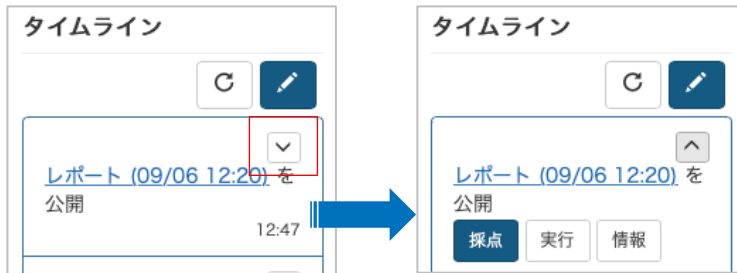 タイムライン
レポート (09/06 12:20) を
公開
12:47
タイムライン
レポート (09/06 12:20) を
公開
採点 実行 情報